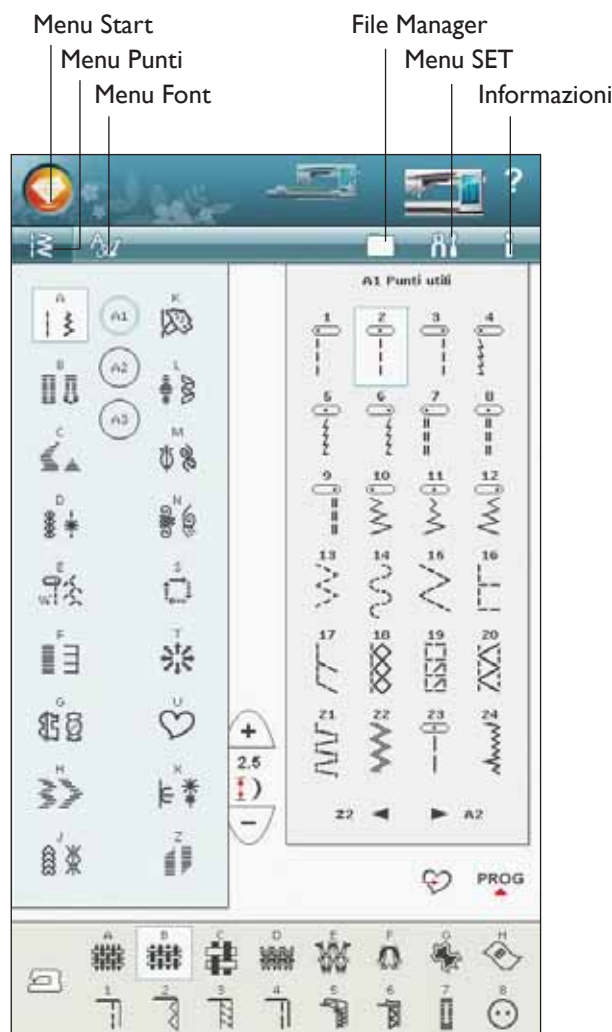 Menu Start File Manager
Menu Punti Menu SET
Menu Font Informazioni
?
A1 Punti utili
A K
A1
1 2 3 4
B L
A2
A3
5 6 7 8
C M
D N
9 10 11 12
E S
13 14 15 16
F T
17 18 19 20
G U
+
21 22 23 24
2.5
H X
−
Z2 A2
J Z
PROG
A B C D E F G H
1 2 3 4 5 6 7 8